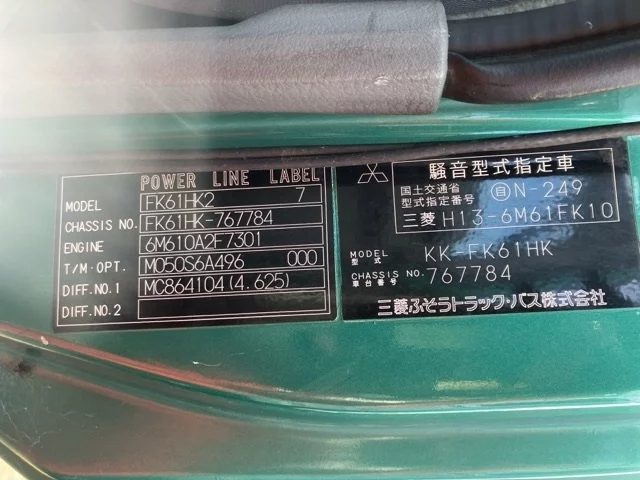 POWER LINE LABEL
MODEL FK61HK2 7
CHASSIS NO. FK61HK-767784
ENGINE 6M610A2F7301
T/M·OPT. M050S6A496 000
DIFF.NO.1 MC864104(4.625)
DIFF.NO.2
騒音型式指定車
国土交通省
型式指定番号 自N-249
三菱 H13-6M61FK10
MODEL
型式 KK-FK61HK
CHASSIS NO.
車台番号 767784
三菱ふそうトラック・バス株式会社